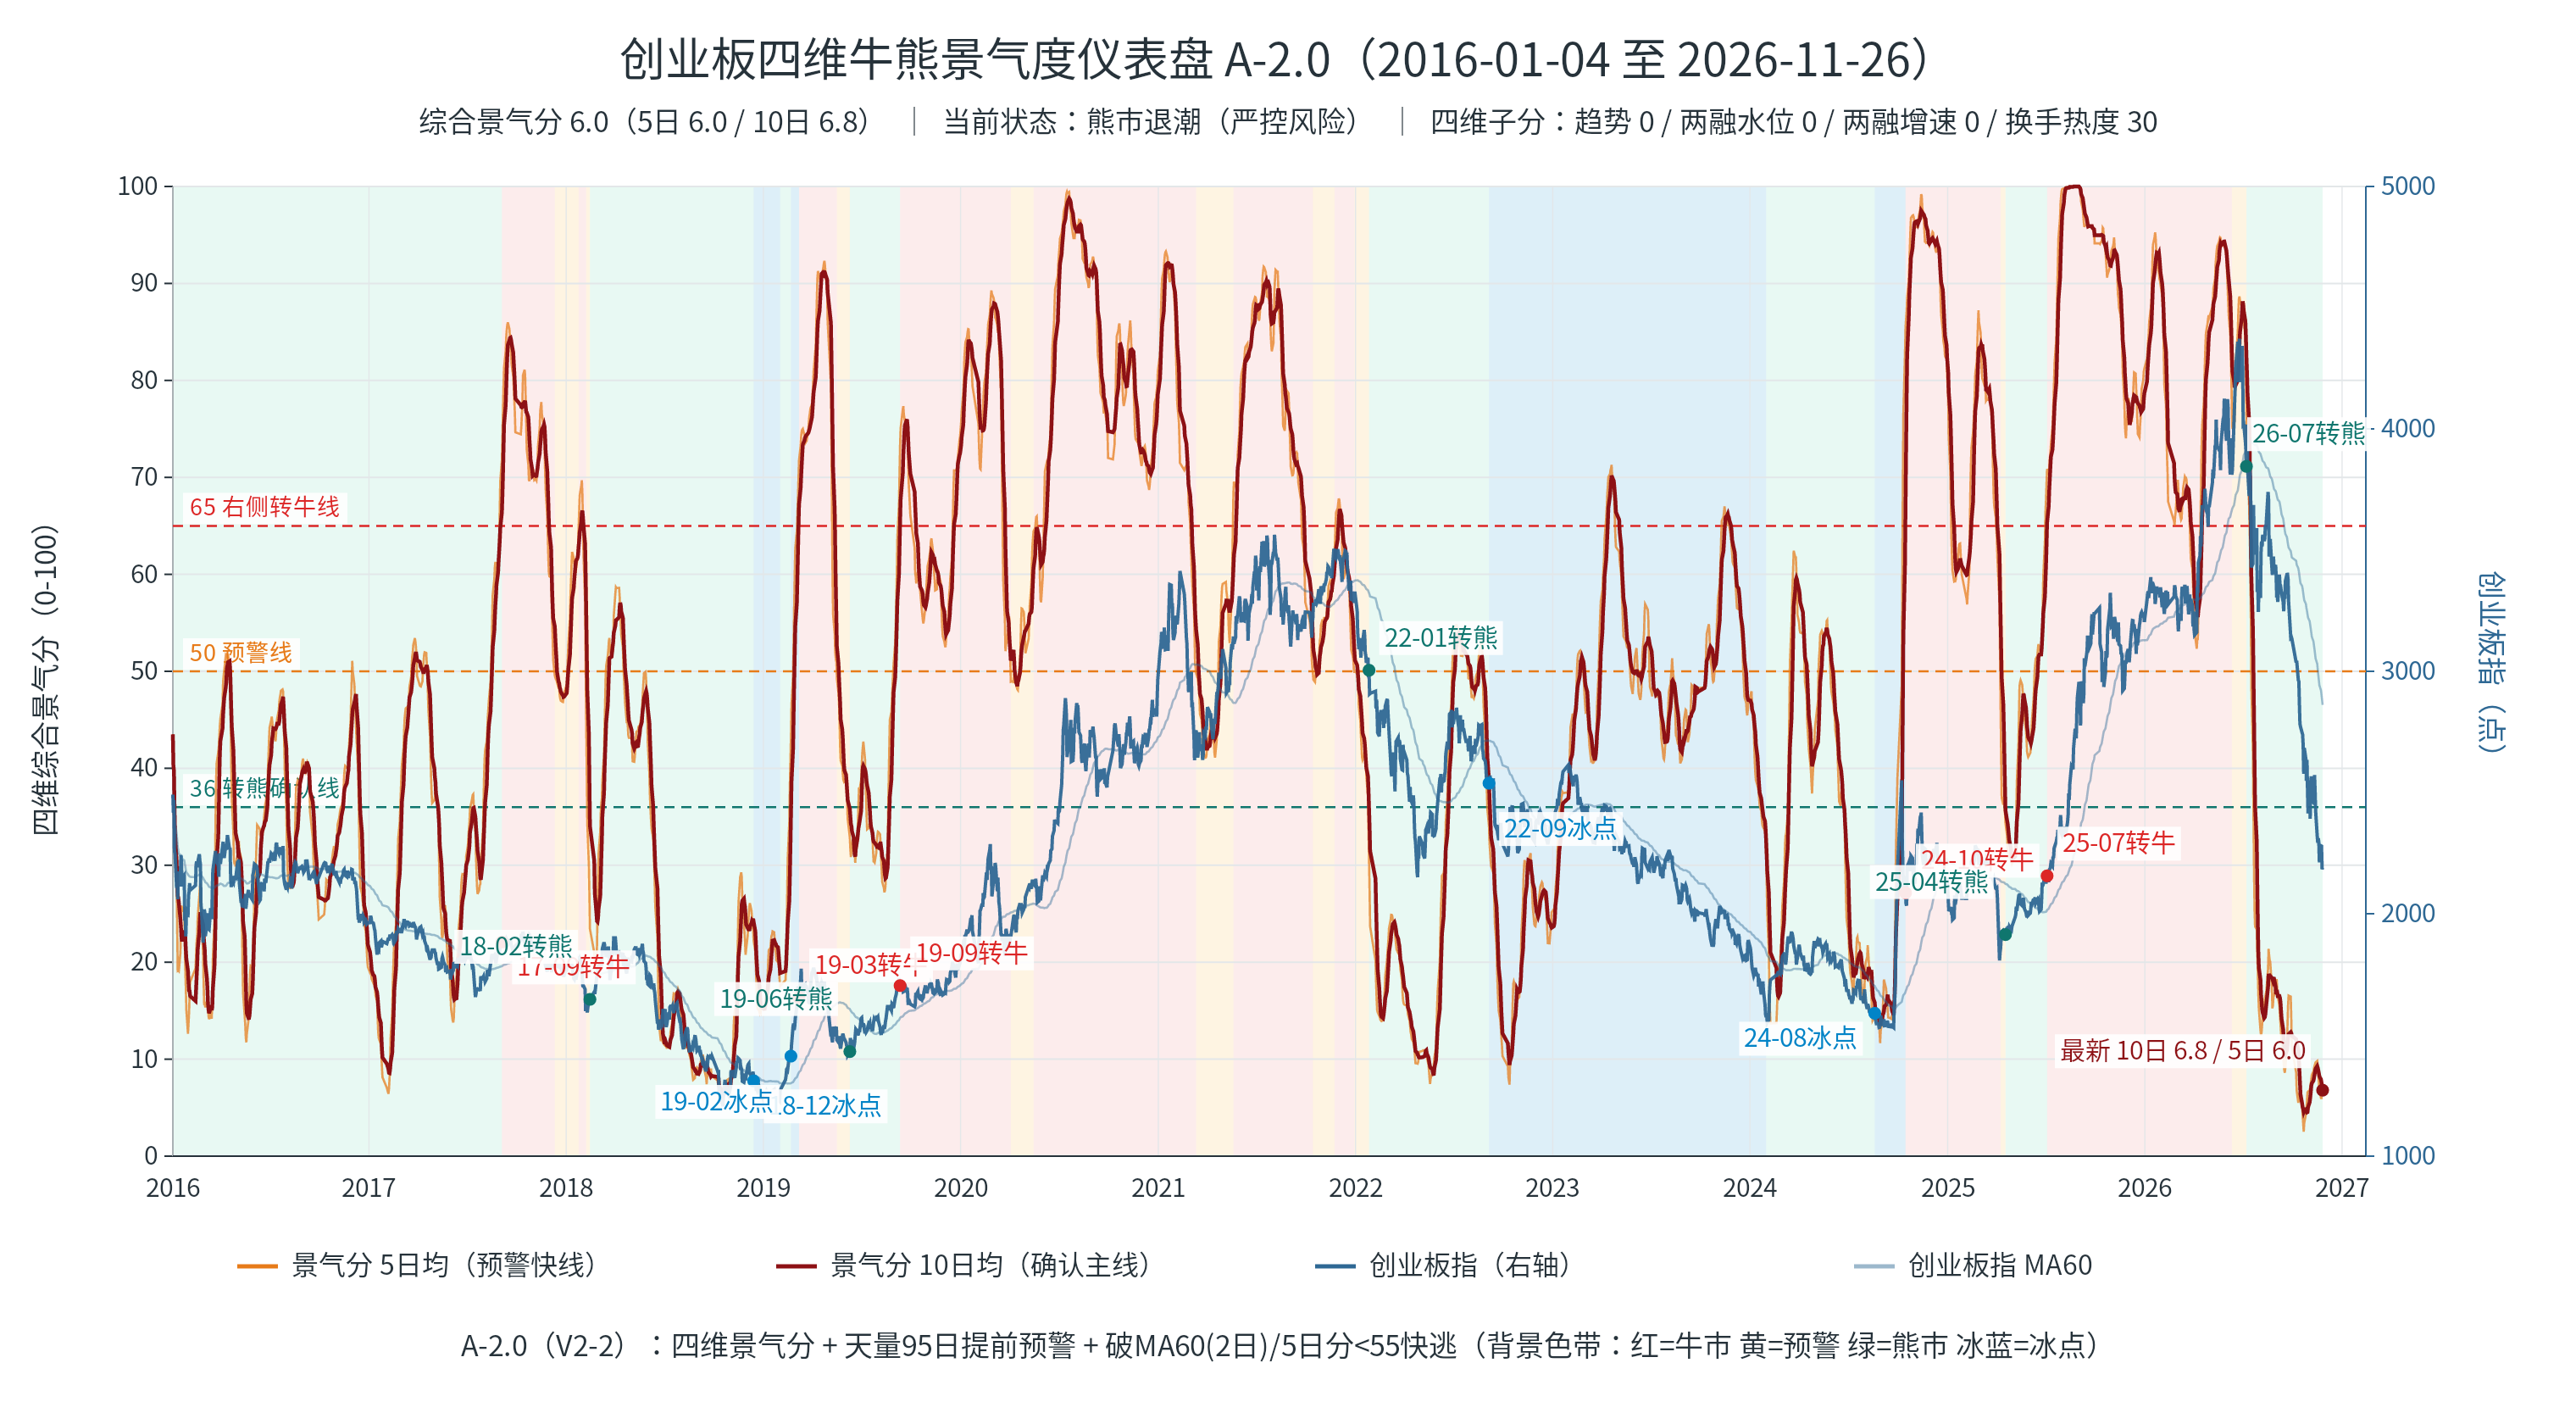 创业板四维牛熊景气度仪表盘 A-2.0（2016-01-04 至 2026-11-26）
综合景气分 6.0（5日 6.0 / 10日 6.8） ｜ 当前状态：熊市退潮（严控风险） ｜ 四维子分：趋势 0 / 两融水位 0 / 两融增速 0 / 换手热度 30
四维综合景气分（0-100）
100
90
80
70
60
50
40
30
20
10
0
65 右侧转牛线
50 预警线
36 转熊确认线
18-02转熊
17-09转牛
19-06转熊
19-03转牛
19-09转牛
19-02冰点
18-12冰点
22-01转熊
22-09冰点
24-08冰点
24-10转牛
25-04转熊
25-07转牛
26-07转熊
最新 10日 6.8 / 5日 6.0
5000
4000
3000
2000
1000
创业板指（点）
2016 2017 2018 2019 2020 2021 2022 2023 2024 2025 2026 2027
景气分 5日均（预警快线） 景气分 10日均（确认主线） 创业板指（右轴） 创业板指 MA60
A-2.0（V2-2）：四维景气分 + 天量95日提前预警 + 破MA60(2日)/5日分<55快逃（背景色带：红=牛市 黄=预警 绿=熊市 冰蓝=冰点）